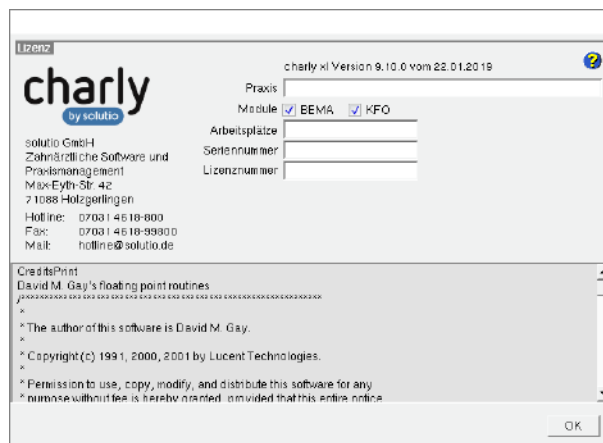 Lizenz
charly xl Version 9.10.0 vom 22.01.2019
?
charly
by solutio
Praxis
Module BEMA KFO
Arbeitsplätze
Seriennummer
Lizenznummer
solutio GmbH
Zahnärztliche Software und
Praxismanagement
Max-Eyth-Str. 42
71088 Holzgerlingen
Hotline: 07031 4618-800
Fax: 07031 4618-99800
Mail: hotline@solutio.de
CreditsPrint
David M. Gay's floating point routines
/****************************************************************
*
* The author of this software is David M. Gay.
*
* Copyright (c) 1991, 2000, 2001 by Lucent Technologies.
*
* Permission to use, copy, modify, and distribute this software for any
* purpose without fee is hereby granted, provided that this entire notice
OK